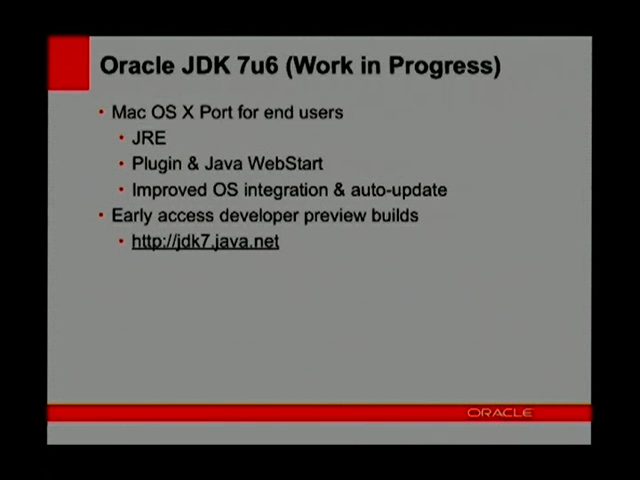 Oracle JDK 7u6 (Work in Progress)
• Mac OS X Port for end users
• JRE
• Plugin & Java WebStart
• Improved OS integration & auto-update
• Early access developer preview builds
• http://jdk7.java.net
ORACLE